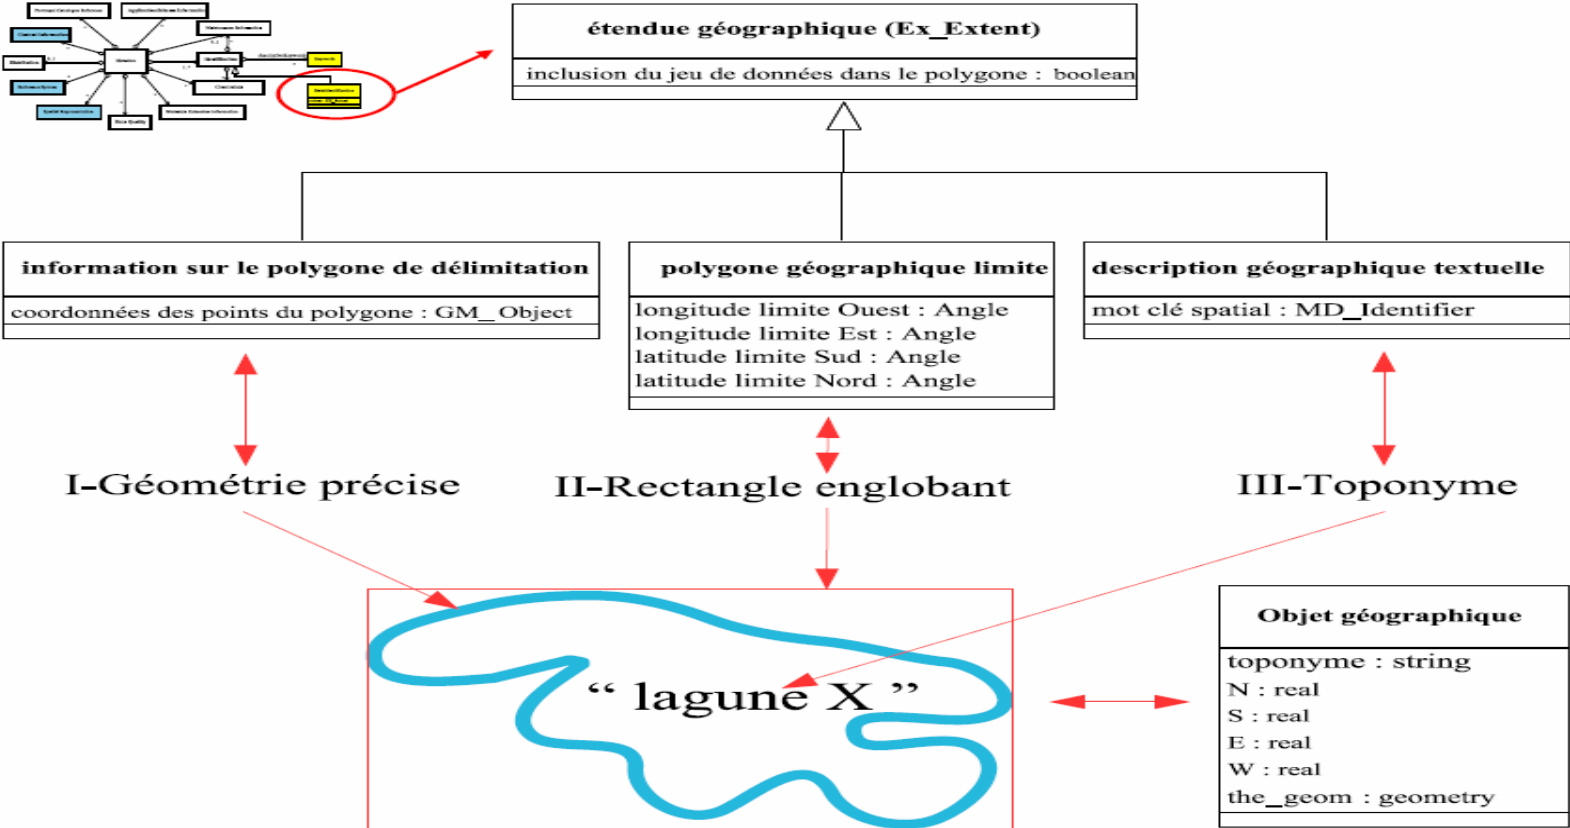 étendue géographique (Ex_Extent)
inclusion du jeu de données dans le polygone : boolean
information sur le polygone de délimitation
coordonnées des points du polygone : GM_Object
polygone géographique limite
longitude limite Ouest : Angle
longitude limite Est : Angle
latitude limite Sud : Angle
latitude limite Nord : Angle
description géographique textuelle
mot clé spatial : MD_Identifier
I-Géométrie précise
II-Rectangle englobant
III-Toponyme
“ lagune X ”
Objet géographique
toponyme : string
N : real
S : real
E : real
W : real
the_geom : geometry